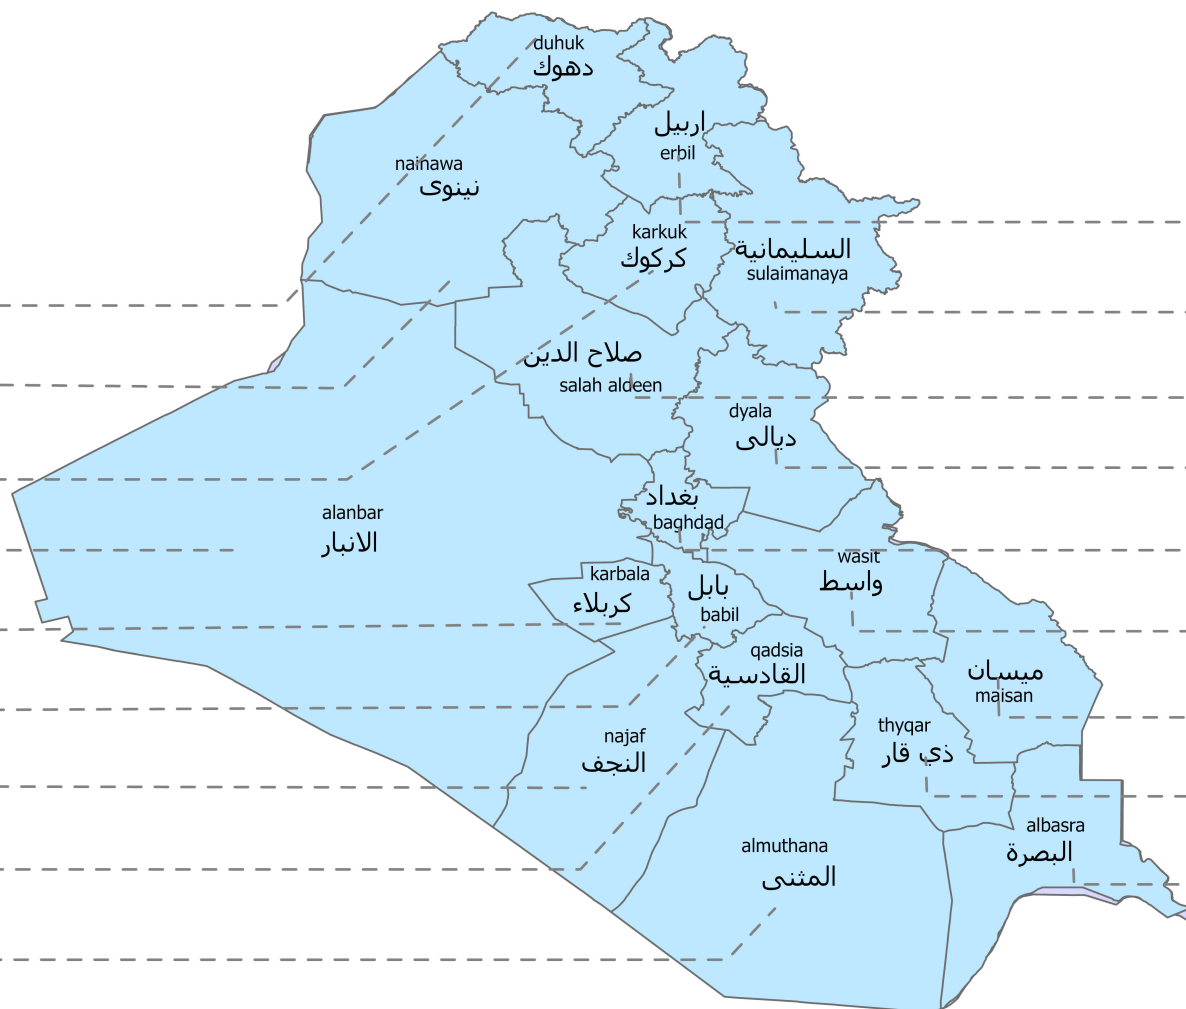 duhuk
دهوك
اربيل
erbil
nainawa
نينوى
karkuk
كركوك
السليمانية
sulaimanaya
صلاح الدين
salah aldeen
dyala
ديالى
بغداد
baghdad
alanbar
الانبار
wasit
واسط
karbala
كربلاء
بابل
babil
qadsia
القادسية
ميسان
maisan
najaf
النجف
thyqar
ذي قار
albasra
البصرة
almuthana
المثنى